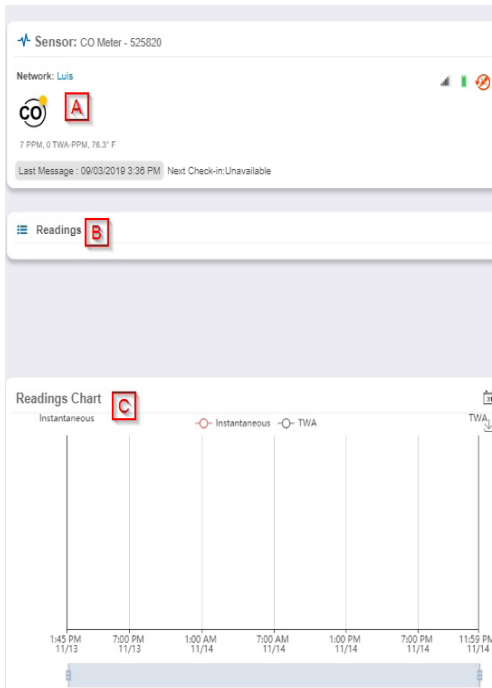 Sensor: CO Meter - 525820
Network: Luis
CO
A
7 PPM, 0 TWA-PPM, 76.3° F
Last Message : 09/03/2019 3:36 PM Next Check-in:Unavailable
Readings
B
Readings Chart
C
31
Instantaneous
Instantaneous
TWA
TWA
1:45 PM 7:00 PM 1:00 AM 7:00 AM 1:00 PM 7:00 PM 11:59 PM
11/13 11/13 11/14 11/14 11/14 11/14 11/14